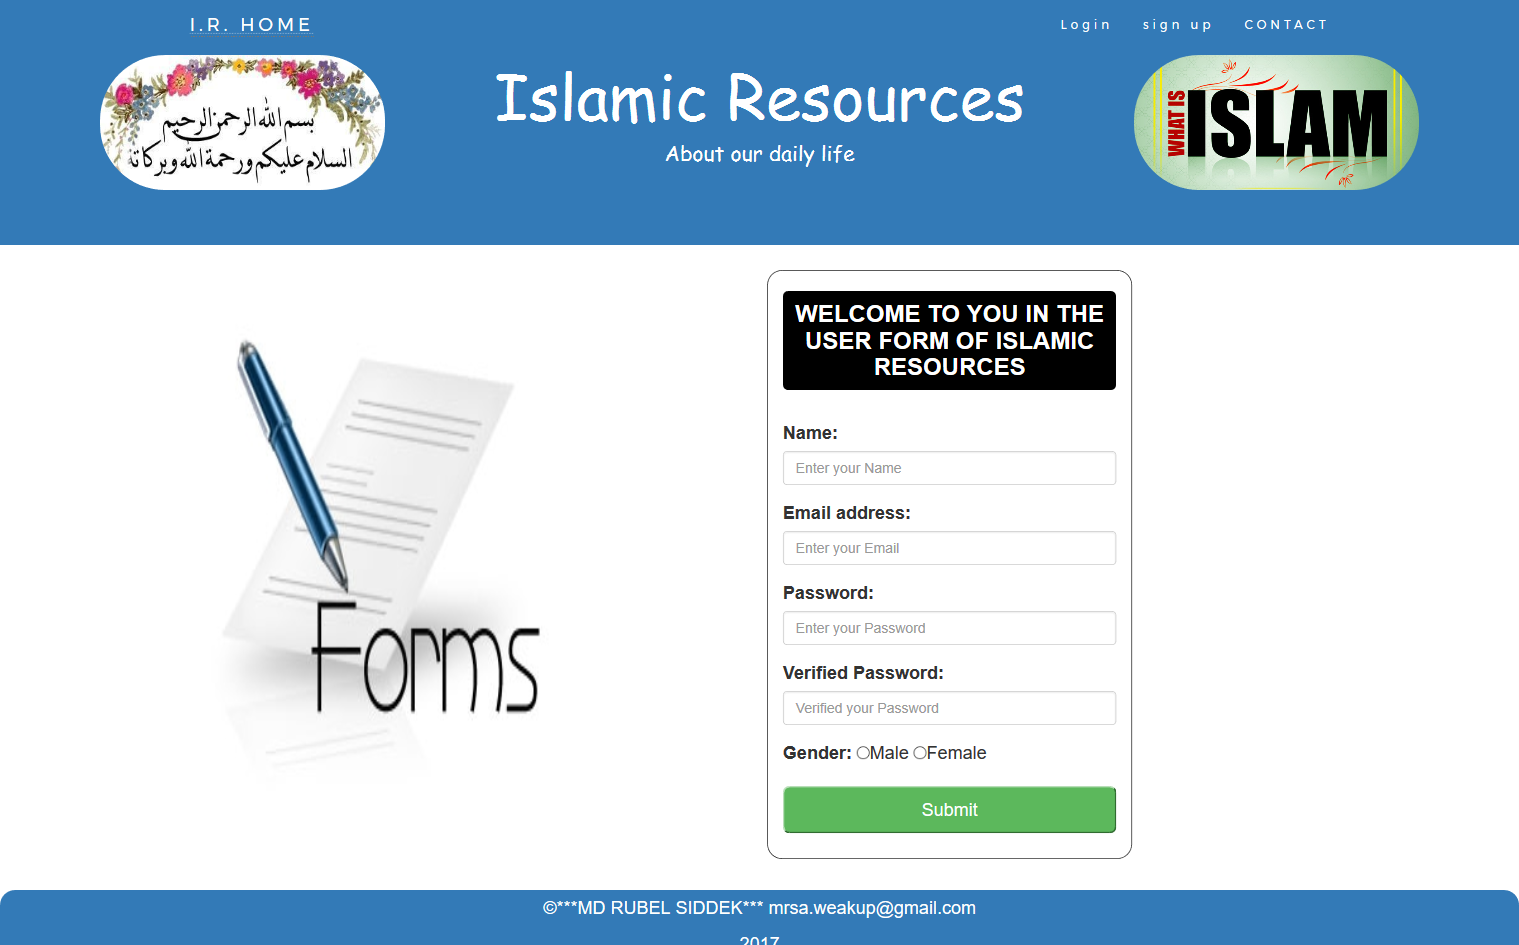 I.R. HOME
Login
sign up
CONTACT
بسم الله الرحمن الرحيم
السلام عليكم ورحمة الله وبركاته
Islamic Resources
About our daily life
WHAT IS
ISLAM
Forms
WELCOME TO YOU IN THE
USER FORM OF ISLAMIC
RESOURCES
Name:
Enter your Name
Email address:
Enter your Email
Password:
Enter your Password
Verified Password:
Verified your Password
Gender: Male Female
Submit
©***MD RUBEL SIDDEK*** mrsa.weakup@gmail.com
2017